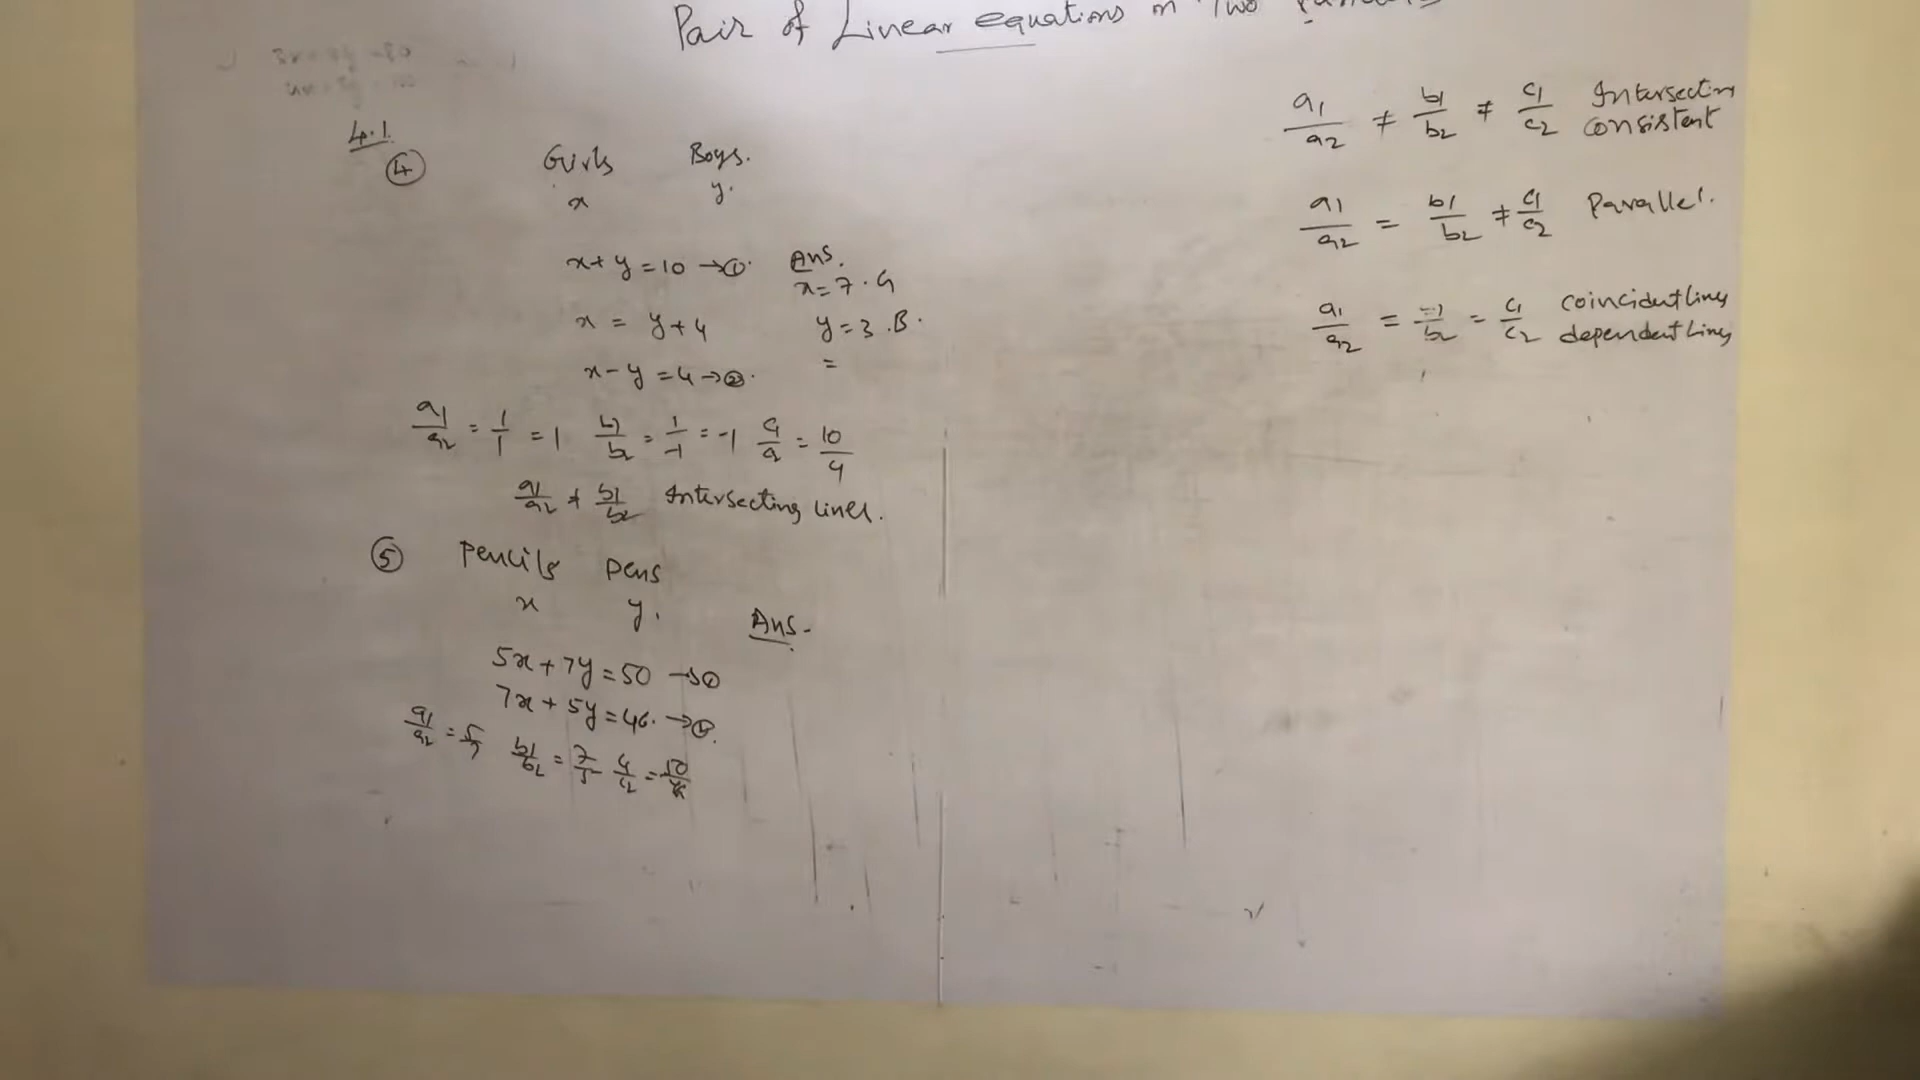 Pair of Linear equations in Two
4.1
④ Girls Boys.
x y.
x + y = 10 → ①. Ans.
x = 7 . G
x = y + 4 y = 3 . B.
=
x - y = 4 → ②.
a1/a2 = 1/1 = 1 b1/b2 = 1/-1 = -1 c1/c2 = 10/4
a1/a2 ≠ b1/b2 Intersecting lines.
⑤ Pencils Pens
x y. Ans-
5x + 7y = 50 → ①
7x + 5y = 46. → ②.
a1/a2 = 5/7 b1/b2 = 7/5 c1/c2 = 50/46
a1/a2 ≠ b1/b2 ≠ c1/c2 Intersecting
consistent
a1/a2 = b1/b2 ≠ c1/c2 Parallel.
a1/a2 = b1/b2 = c1/c2 coincident lines
dependent lines